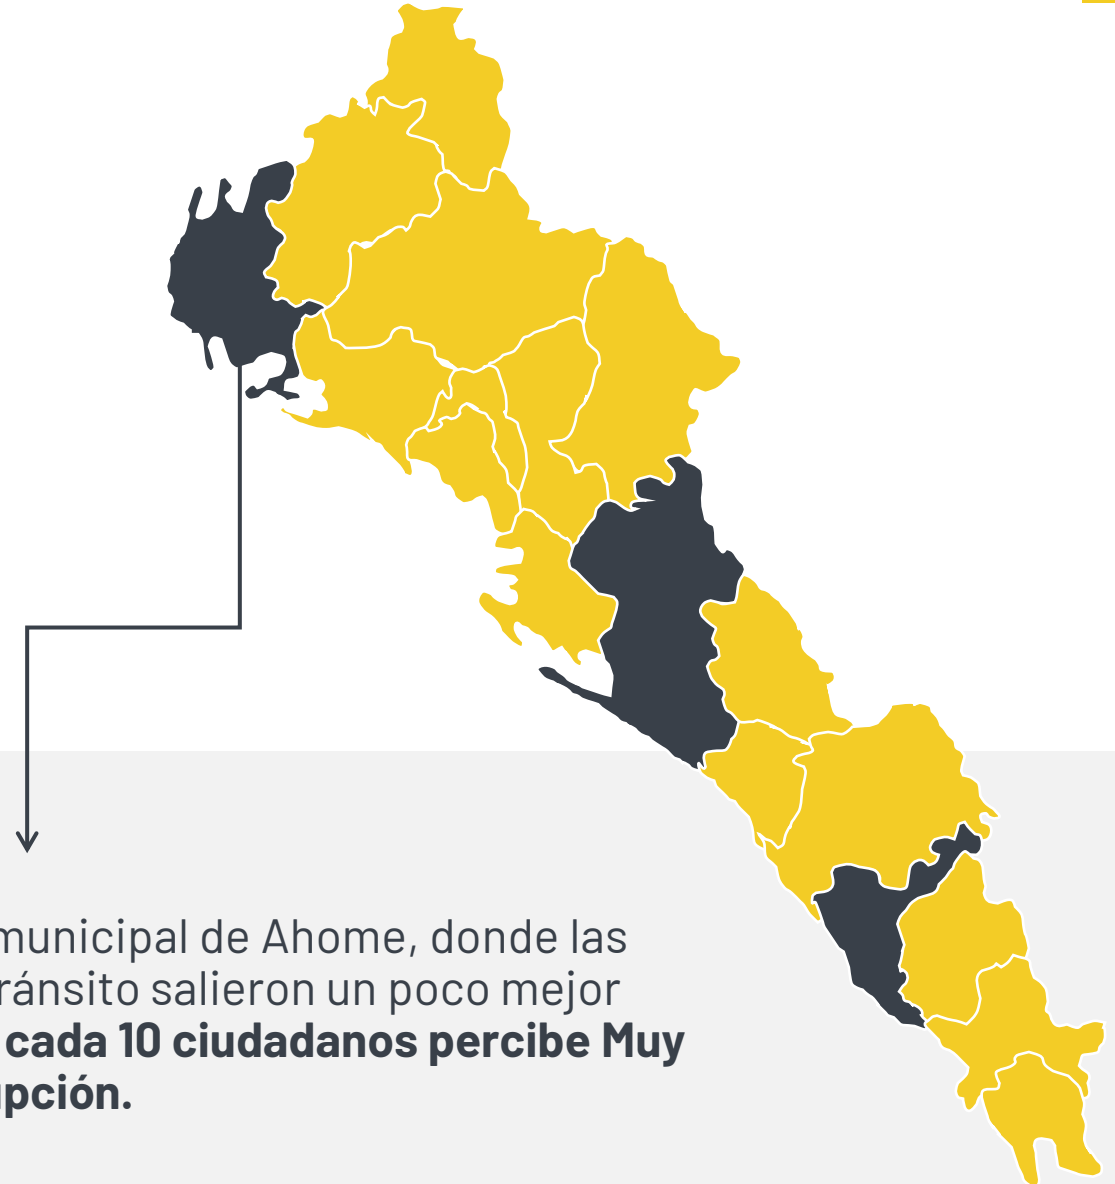 municipal de Ahome, donde las
ránsito salieron un poco mejor
cada 10 ciudadanos percibe Muy
upción.